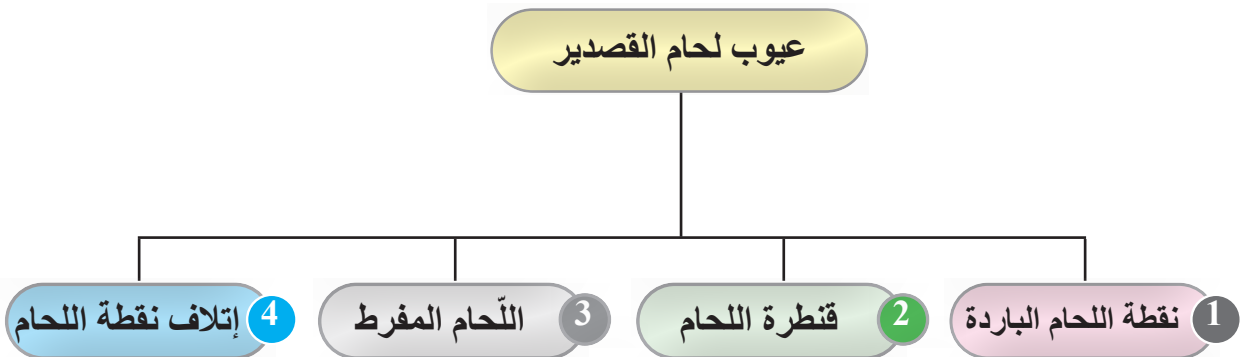 عيوب لحام القصدير
1 نقطة اللحام الباردة
2 قنطرة اللحام
3 اللّحام المفرط
4 إتلاف نقطة اللحام